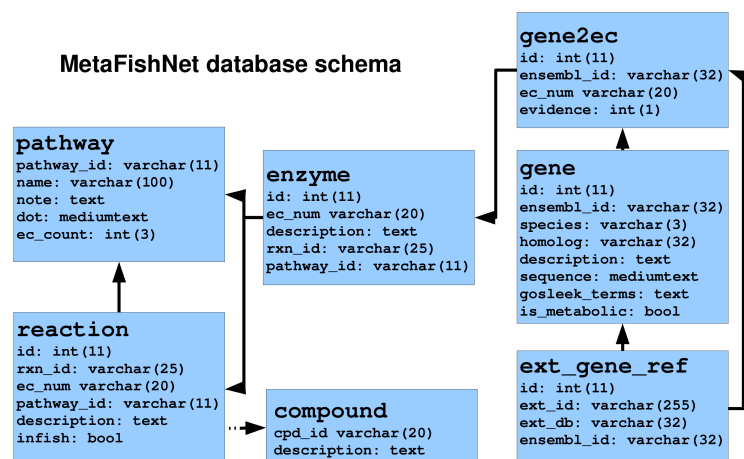 MetaFishNet database schema
pathway
pathway_id: varchar(11)
name: varchar(100)
note: text
dot: mediumtext
ec_count: int(3)
reaction
id: int(11)
rxn_id: varchar(25)
ec_num varchar(20)
pathway_id: varchar(11)
description: text
infish: bool
enzyme
id: int(11)
ec_num varchar(20)
description: text
rxn_id: varchar(25)
pathway_id: varchar(11)
compound
cpd_id varchar(20)
description: text
gene2ec
id: int(11)
ensembl_id: varchar(32)
ec_num varchar(20)
evidence: int(1)
gene
id: int(11)
ensembl_id: varchar(32)
species: varchar(3)
homolog: varchar(32)
description: text
sequence: mediumtext
gosleek_terms: text
is_metabolic: bool
ext_gene_ref
id: int(11)
ext_id: varchar(255)
ext_db: varchar(32)
ensembl_id: varchar(32)